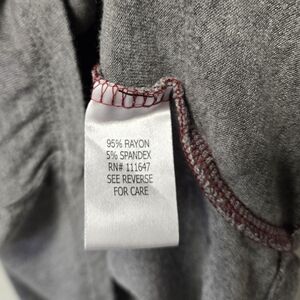 95% RAYON
5% SPANDEX
RN# 111647
SEE REVERSE
FOR CARE